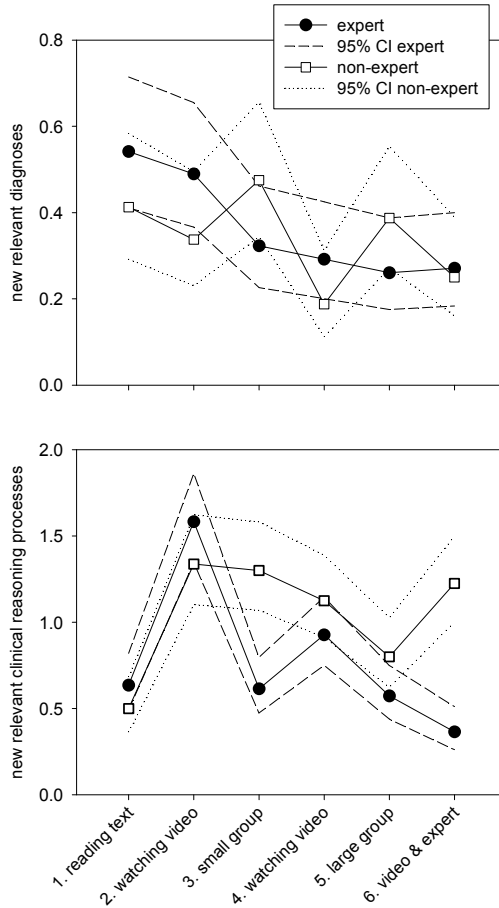 expert
95% CI expert
non-expert
95% CI non-expert
0.8
0.6
0.4
0.2
0.0
new relevant diagnoses
2.0
1.5
1.0
0.5
0.0
new relevant clinical reasoning processes
1. reading text
2. watching video
3. small group
4. watching video
5. large group
6. video & expert